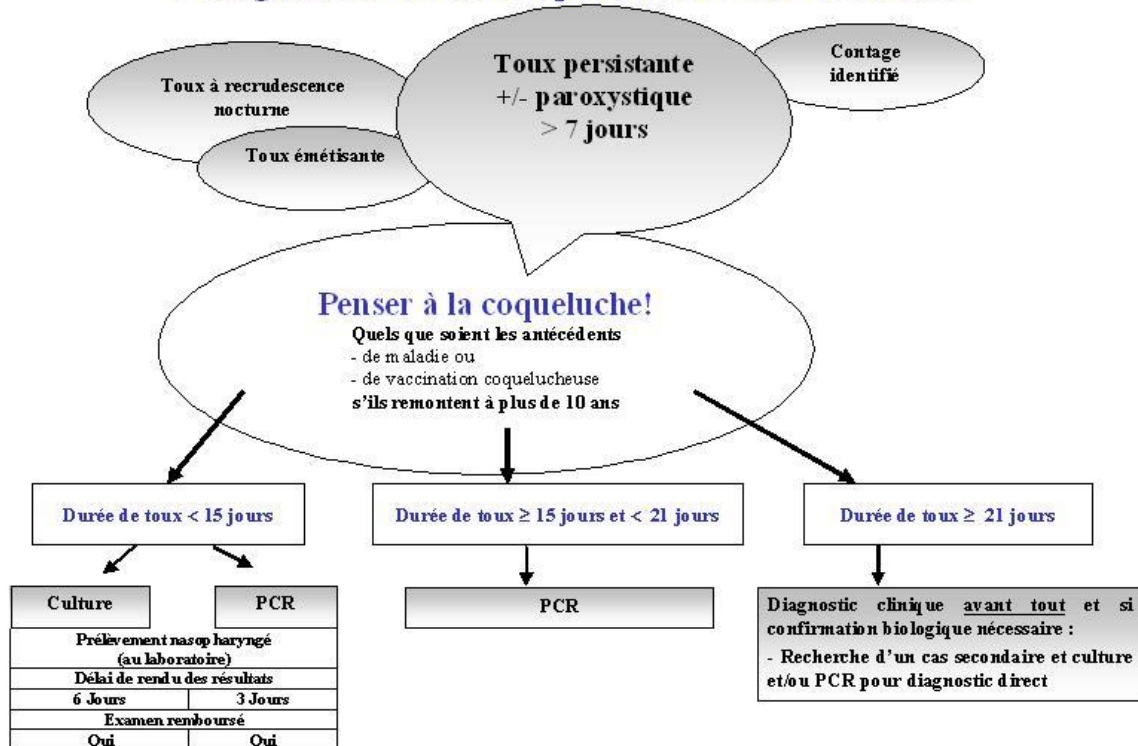 Toux à recrudescence
nocturne
Toux émétisante
Toux persistante
+/- paroxystique
> 7 jours
Contage
identifié
Penser à la coqueluche!
Quels que soient les antécédents
- de maladie ou
- de vaccination coquelucheuse
s'ils remontent à plus de 10 ans
Durée de toux < 15 jours
Durée de toux ≥ 15 jours et < 21 jours
Durée de toux ≥ 21 jours
Culture
PCR
Prélèvement nasopharyngé
(au laboratoire)
Délai de rendu des résultats
6 Jours
3 Jours
Examen remboursé
Oui
Oui
PCR
Diagnostic clinique avant tout et si
confirmation biologique nécessaire :
- Recherche d'un cas secondaire et culture
et/ou PCR pour diagnostic direct